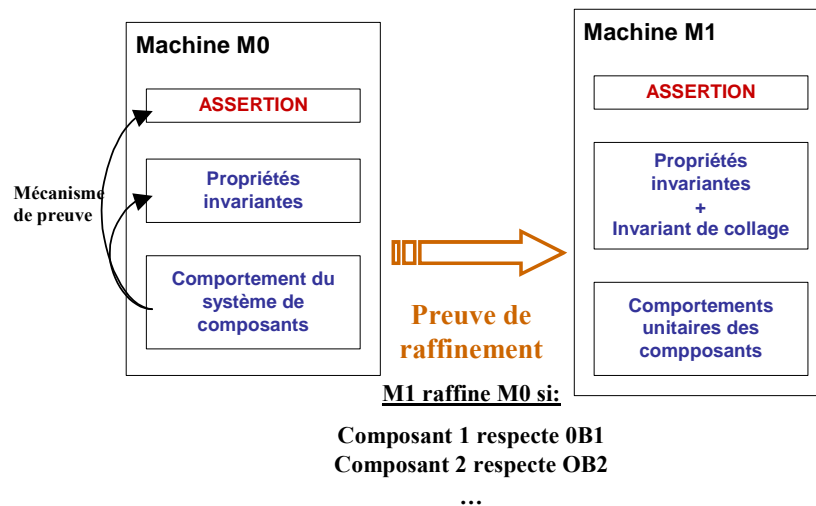 Machine M0
ASSERTION
Propriétés
invariantes
Comportement du
système de
composants
Mécanisme
de preuve
Preuve de
raffinement
M1 raffine M0 si:
Composant 1 respecte 0B1
Composant 2 respecte OB2
…
Machine M1
ASSERTION
Propriétés
invariantes
+
Invariant de collage
Comportements
unitaires des
compposants